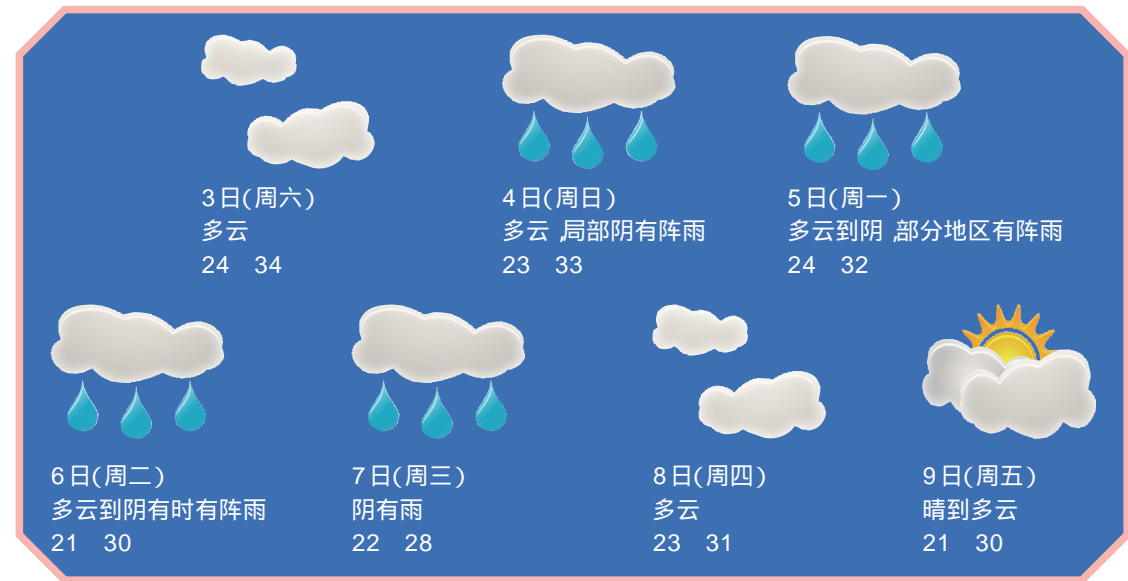 3日(周六)
多云
24 34
4日(周日)
多云,局部阴有阵雨
23 33
5日(周一)
多云到阴,部分地区有阵雨
24 32
6日(周二)
多云到阴有时有阵雨
21 30
7日(周三)
阴有雨
22 28
8日(周四)
多云
23 31
9日(周五)
晴到多云
21 30